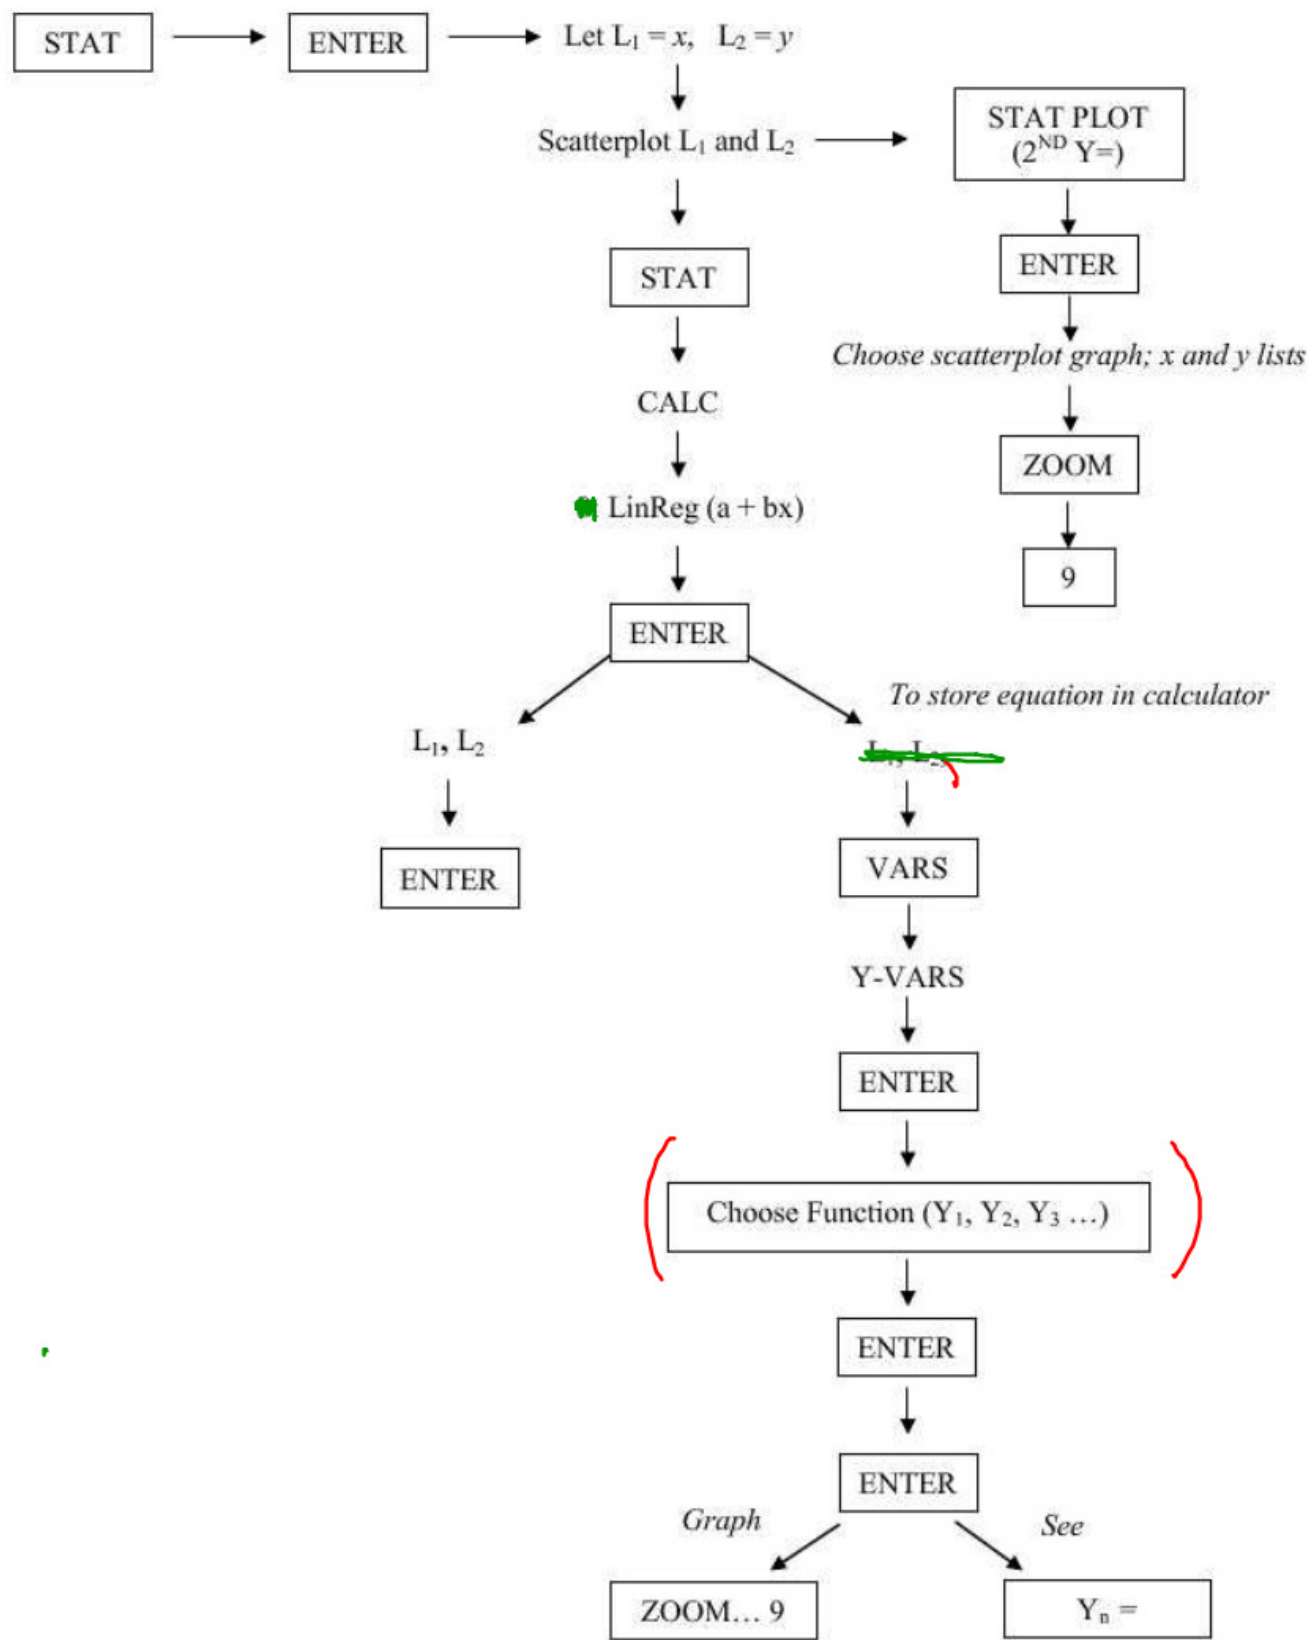 STAT
ENTER
Let L₁ = x, L₂ = y
Scatterplot L₁ and L₂
STAT PLOT
(2ᴺᴰ Y=)
STAT
ENTER
Choose scatterplot graph; x and y lists
CALC
ZOOM
LinReg (a + bx)
9
ENTER
To store equation in calculator
L₁, L₂
L₁, L₂,
ENTER
VARS
Y-VARS
ENTER
Choose Function (Y₁, Y₂, Y₃ ...)
ENTER
ENTER
Graph
See
ZOOM... 9
Yₙ =